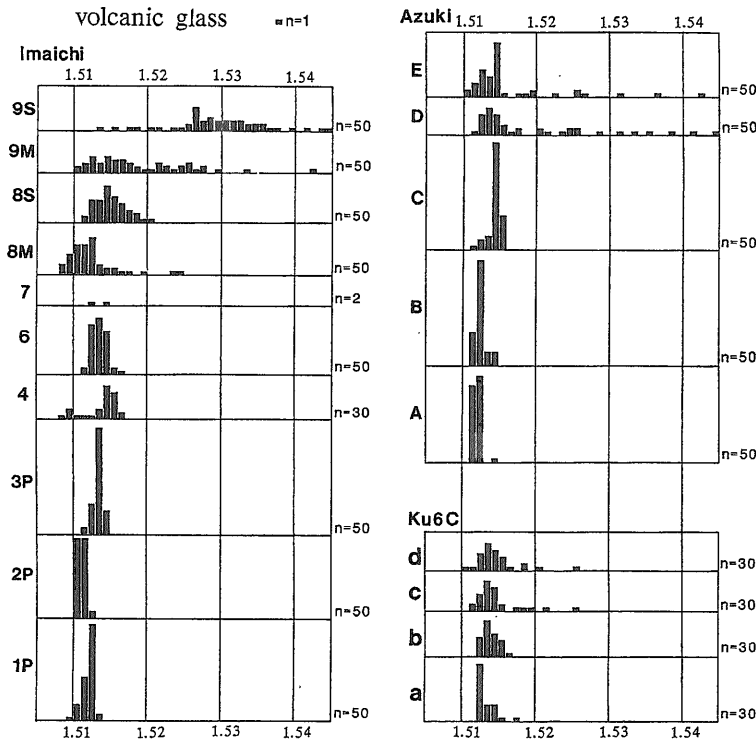 volcanic glass
n=1
Imaichi
1.51 1.52 1.53 1.54
9S n=50
9M n=50
8S n=50
8M n=50
7 n=2
6 n=50
4 n=30
3P n=50
2P n=50
1P n=50
1.51 1.52 1.53 1.54
Azuki
1.51 1.52 1.53 1.54
E n=50
D n=50
C n=50
B n=50
A n=50
Ku6C
d n=30
c n=30
b n=30
a n=30
1.51 1.52 1.53 1.54